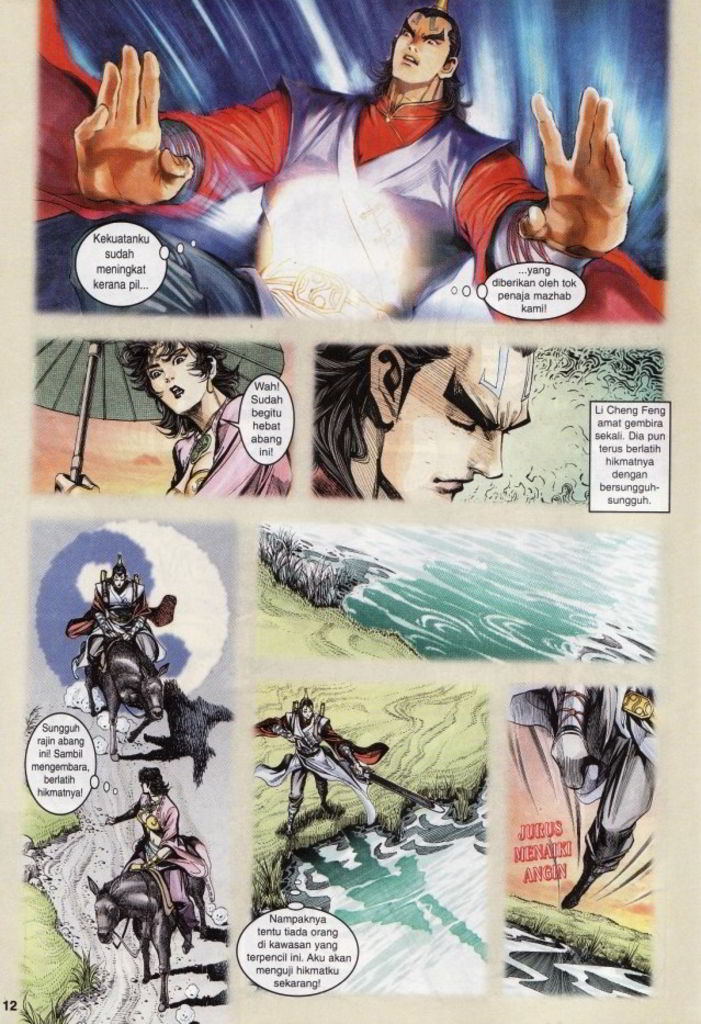 Kekuatanku
sudah
meningkat
kerana pil...
...yang
diberikan oleh tok
penaja mazhab
kami!
Wah!
Sudah
begitu
hebat
abang
ini!
Li Cheng Feng
amat gembira
sekali. Dia pun
terus berlatih
hikmatnya
dengan
bersungguh-
sungguh.
Sungguh
rajin abang
ini! Sambil
mengembara,
berlatih
hikmatnya!
Nampaknya
tentu tiada orang
di kawasan yang
terpencil ini. Aku akan
menguji hikmatku
sekarang!
JURUS
MENAIKI
ANGIN
12